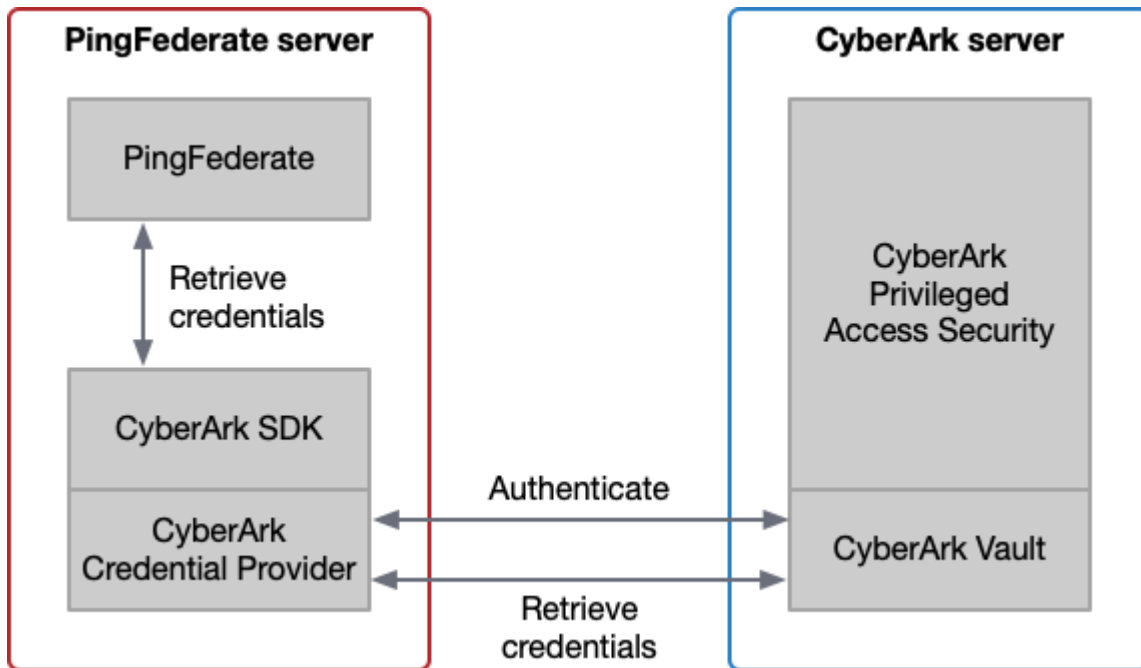 PingFederate server
PingFederate
Retrieve
credentials
CyberArk SDK
CyberArk
Credential Provider
Authenticate
Retrieve
credentials
CyberArk server
CyberArk
Privileged
Access Security
CyberArk Vault